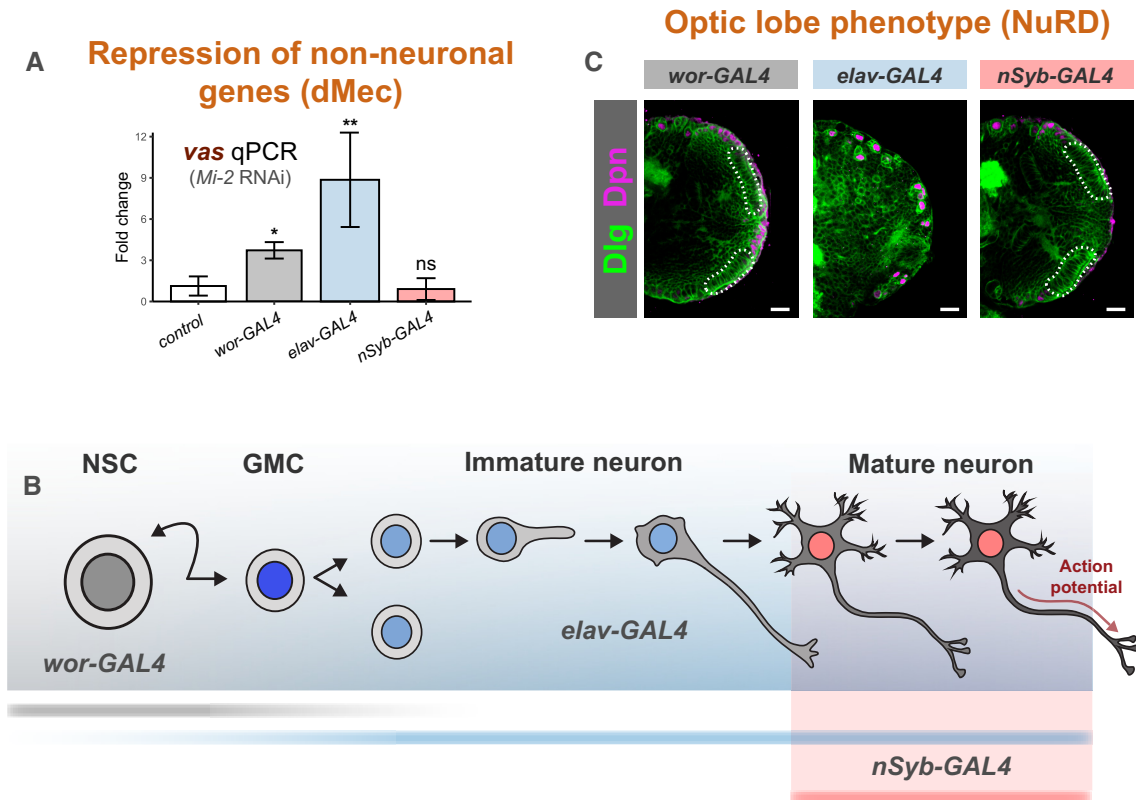 A
Repression of non-neuronal
genes (dMec)
vas qPCR
(Mi-2 RNAi)
Fold change
12
9
6
3
0
*
**
ns
control
wor-GAL4
elav-GAL4
nSyb-GAL4
Optic lobe phenotype (NuRD)
C
wor-GAL4
elav-GAL4
nSyb-GAL4
Dlg Dpn
B
NSC
GMC
Immature neuron
Mature neuron
Action
potential
wor-GAL4
elav-GAL4
nSyb-GAL4